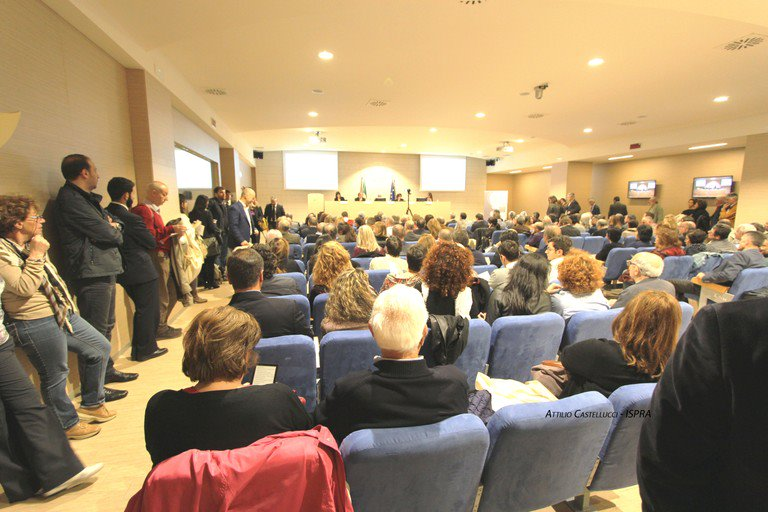 ATTILIO CASTELLUCCI - ISPRA